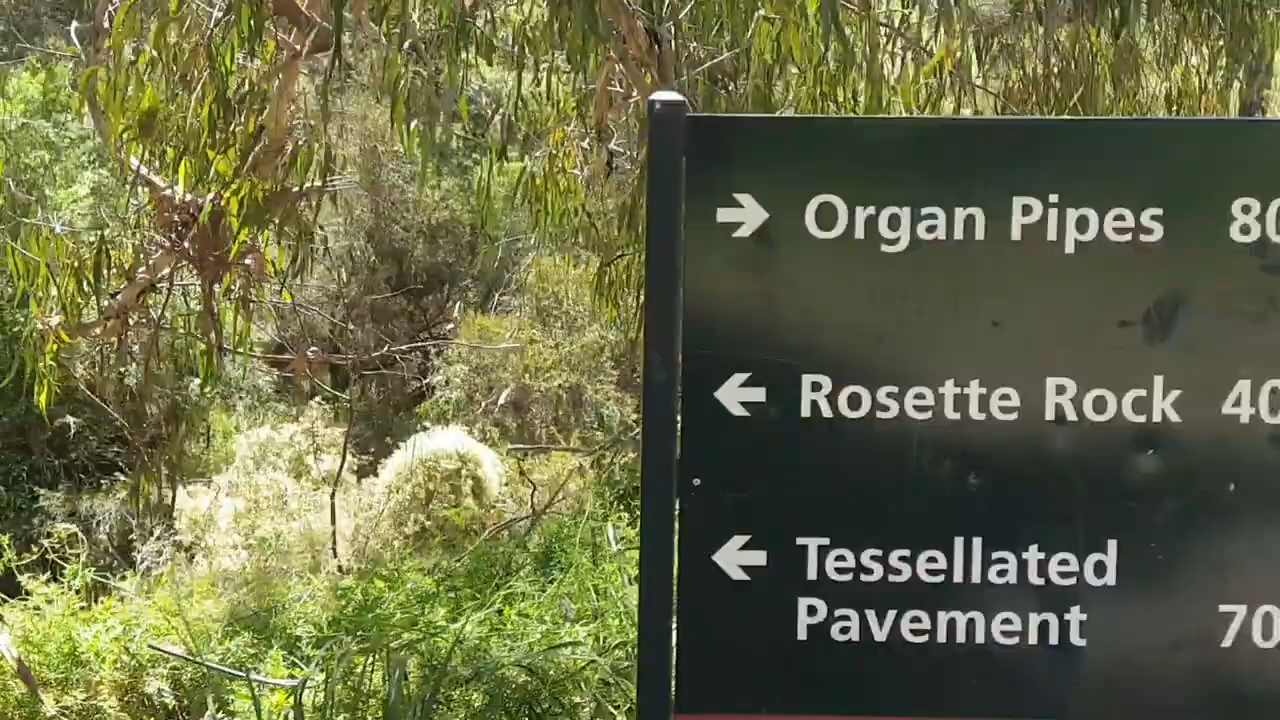 → Organ Pipes 80
← Rosette Rock 40
← Tessellated
Pavement 70